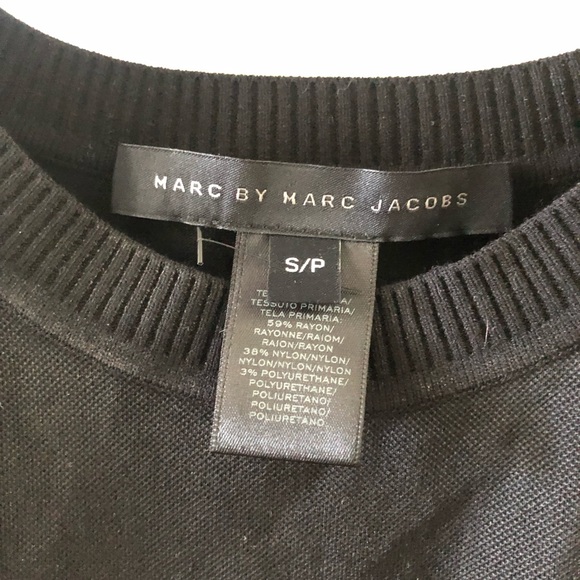 MARC BY MARC JACOBS
S/P
TESSUTO PRIMARIA/
TELA PRIMARIA:
59% RAYON/
RAYONNE/RAIOM/
RAION/RAYON
38% NYLON/NYLON/
NYLON/NYLON/NYLON
3% POLYURETHANE/
POLYURETHANE/
POLIURETANO/
POLIURETANO/
POLIURETANO